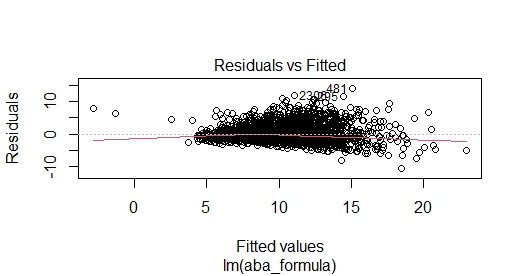 Residuals vs Fitted
481
Residuals
-10 0 10
0 5 10 15 20
Fitted values
lm(aba_formula)